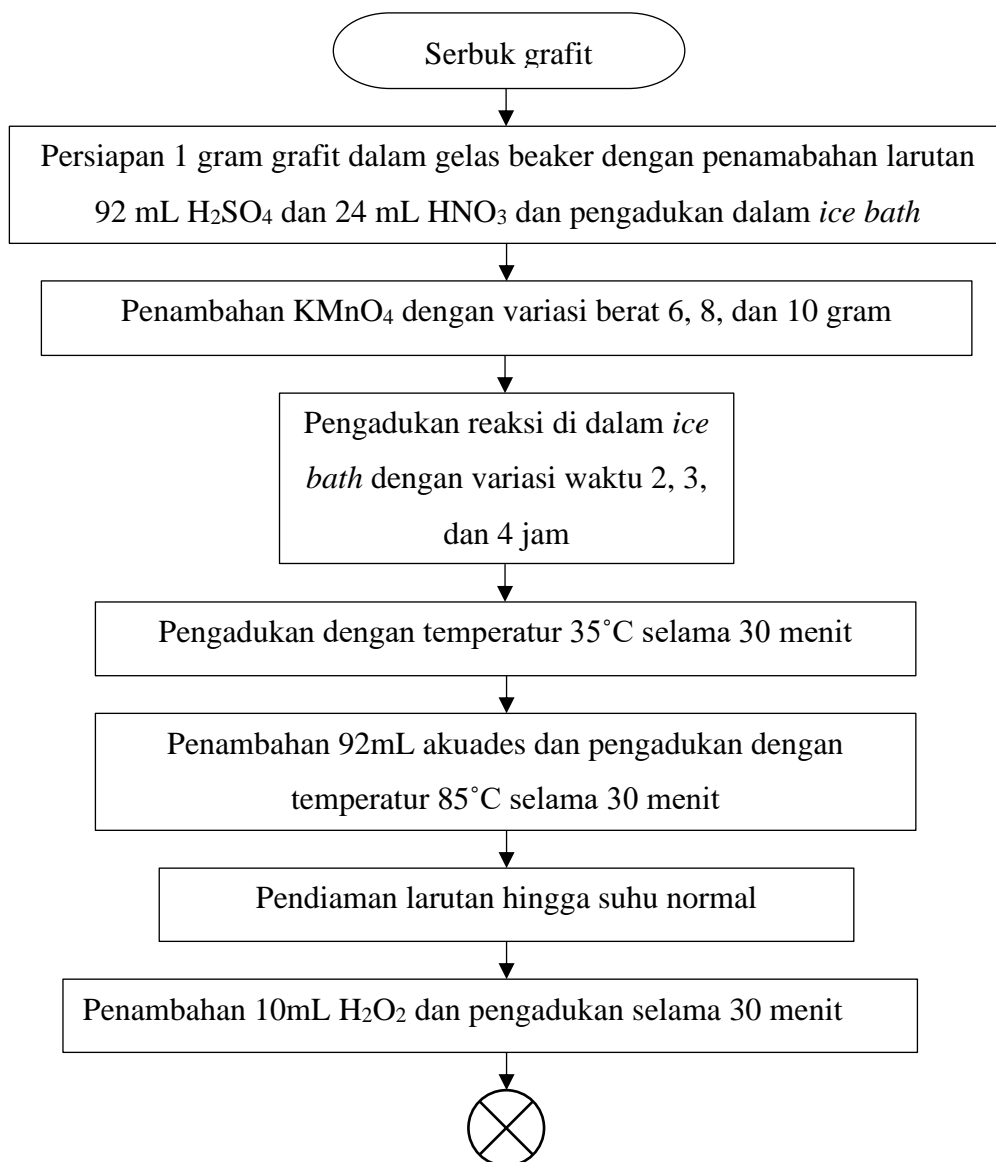 Serbuk grafit
Persiapan 1 gram grafit dalam gelas beaker dengan penamabahan larutan
92 mL H₂SO₄ dan 24 mL HNO₃ dan pengadukan dalam ice bath
Penambahan KMnO₄ dengan variasi berat 6, 8, dan 10 gram
Pengadukan reaksi di dalam ice
bath dengan variasi waktu 2, 3,
dan 4 jam
Pengadukan dengan temperatur 35˚C selama 30 menit
Penambahan 92mL akuades dan pengadukan dengan
temperatur 85˚C selama 30 menit
Pendiaman larutan hingga suhu normal
Penambahan 10mL H₂O₂ dan pengadukan selama 30 menit